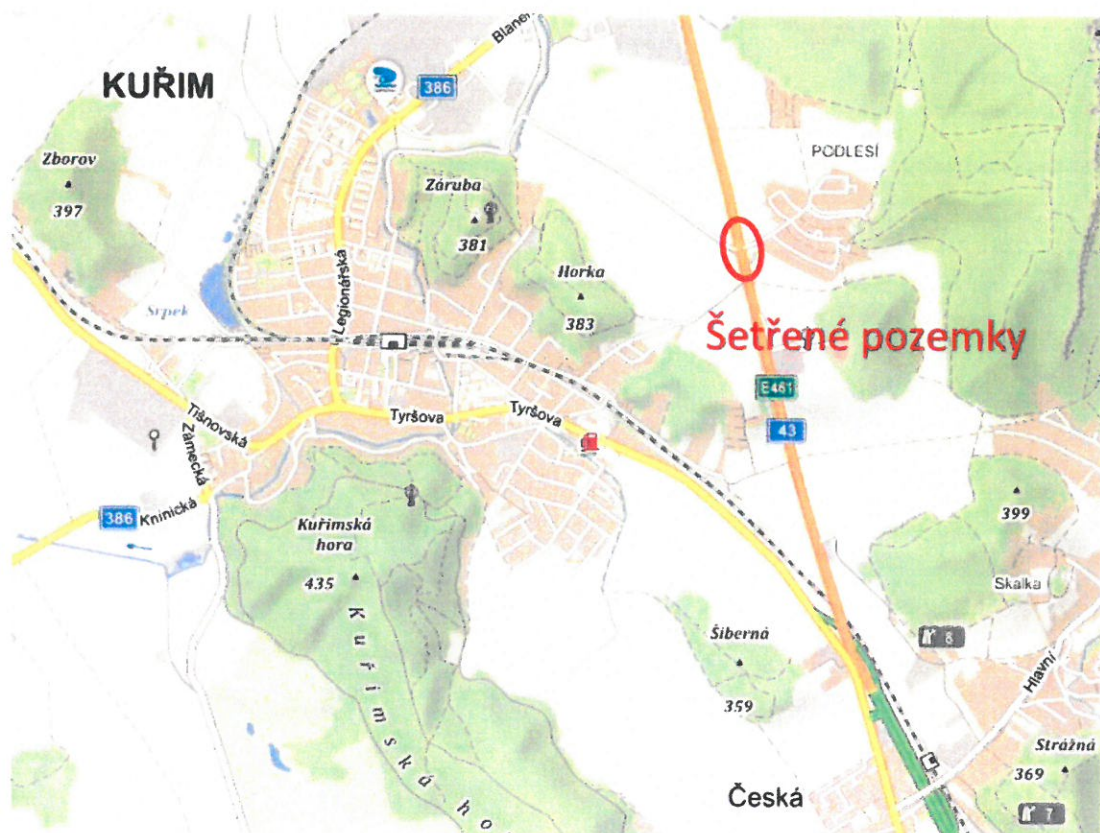 KUŘIM
Zborov
397
386
Záruba
381
PODLESÍ
Horka
383
Srpek
Legionářská
Šetřené pozemky
E461
43
Tišnovská
Zámecká
Tyršova
Tyršova
386
Kninická
Kuřimská
hora
435
Kuřimská ho
399
Skalka
8
Šiberná
359
Hlavní
Strážná
369
Česká
7